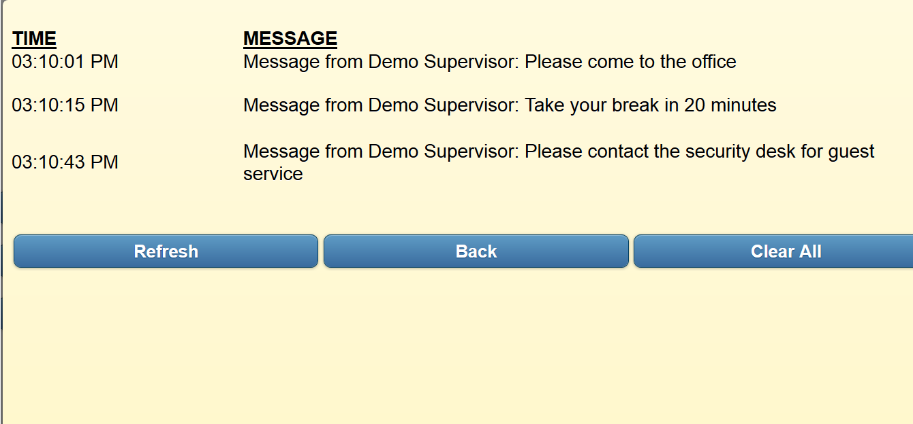 TIME MESSAGE
03:10:01 PM Message from Demo Supervisor: Please come to the office
03:10:15 PM Message from Demo Supervisor: Take your break in 20 minutes
03:10:43 PM Message from Demo Supervisor: Please contact the security desk for guest
service
Refresh Back Clear All